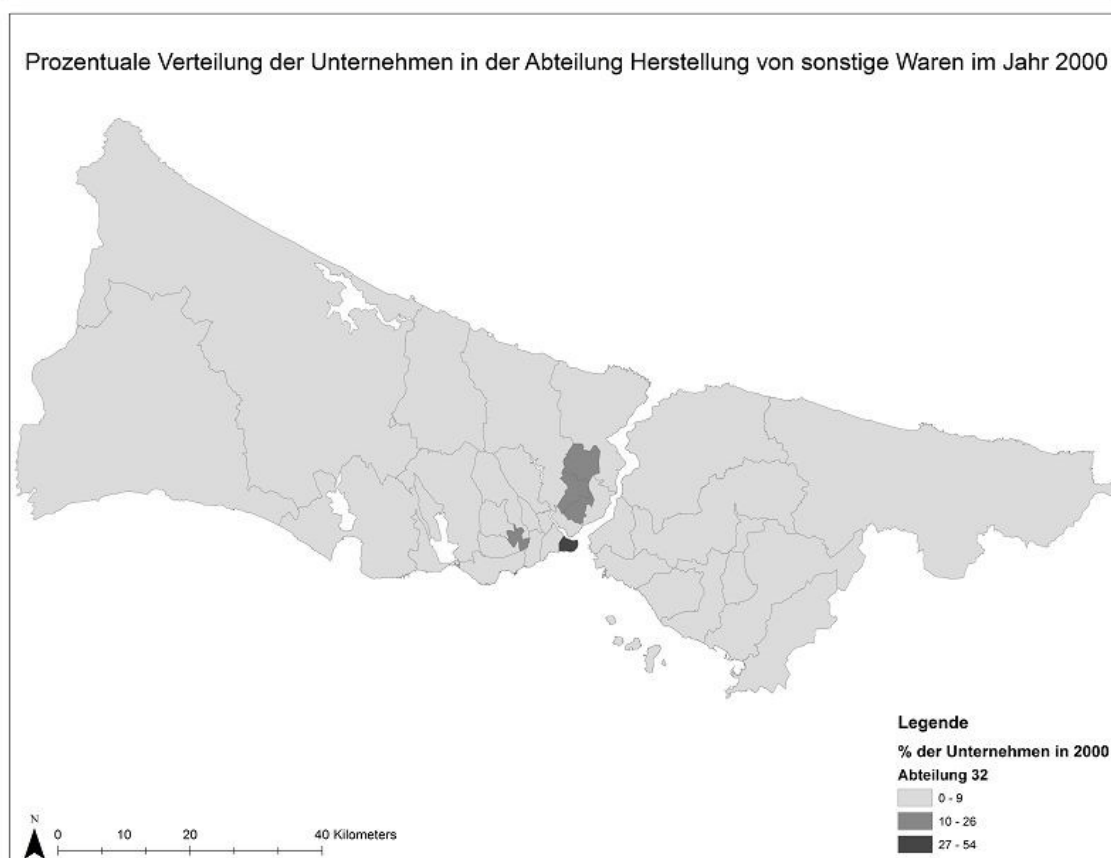 Prozentuale Verteilung der Unternehmen in der Abteilung Herstellung von sonstige Waren im Jahr 2000
Legende
% der Unternehmen in 2000
Abteilung 32
0 - 9
10 - 26
27 - 54
N
0 10 20 40 Kilometers